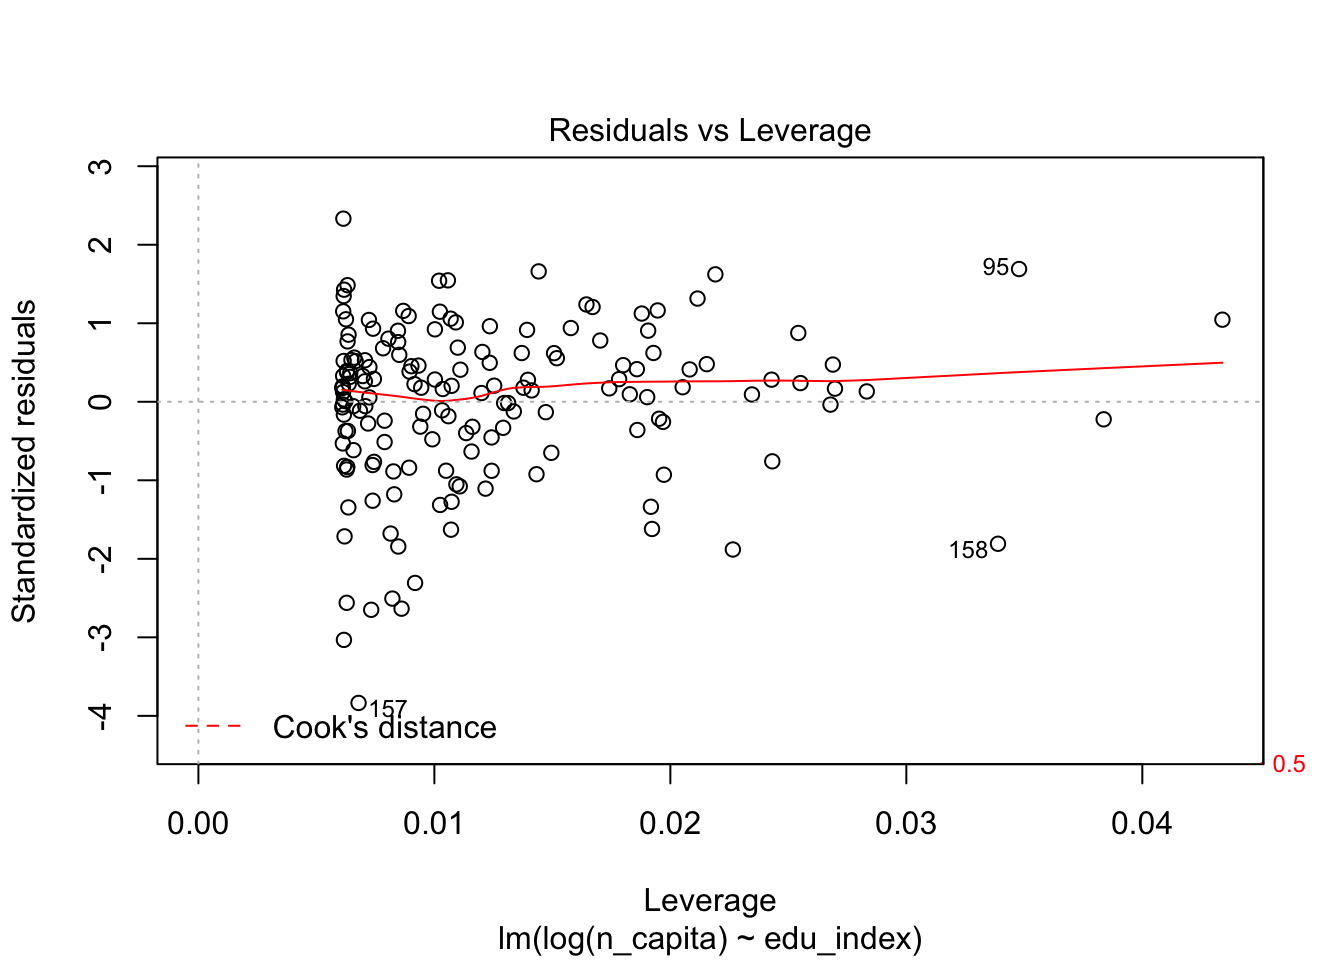 Residuals vs Leverage
Standardized residuals
3
2
1
0
-1
-2
-3
-4
95
158
157
Cook's distance
0.5
0.00 0.01 0.02 0.03 0.04
Leverage
lm(log(n_capita) ~ edu_index)